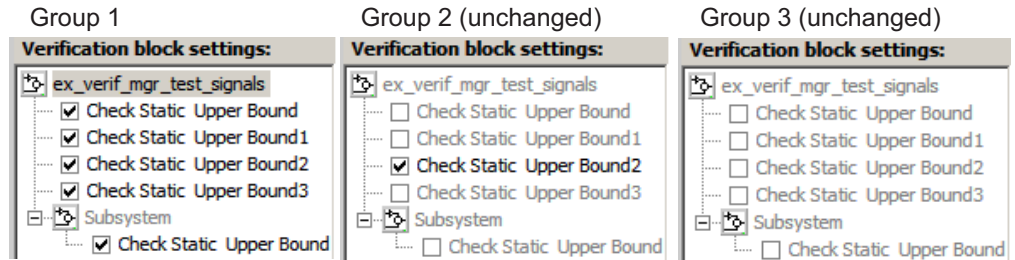 Group 1
Verification block settings:
ex_verif_mgr_test_signals
Check Static Upper Bound
Check Static Upper Bound1
Check Static Upper Bound2
Check Static Upper Bound3
Subsystem
Check Static Upper Bound
Group 2 (unchanged)
Verification block settings:
ex_verif_mgr_test_signals
Check Static Upper Bound
Check Static Upper Bound1
Check Static Upper Bound2
Check Static Upper Bound3
Subsystem
Check Static Upper Bound
Group 3 (unchanged)
Verification block settings:
ex_verif_mgr_test_signals
Check Static Upper Bound
Check Static Upper Bound1
Check Static Upper Bound2
Check Static Upper Bound3
Subsystem
Check Static Upper Bound